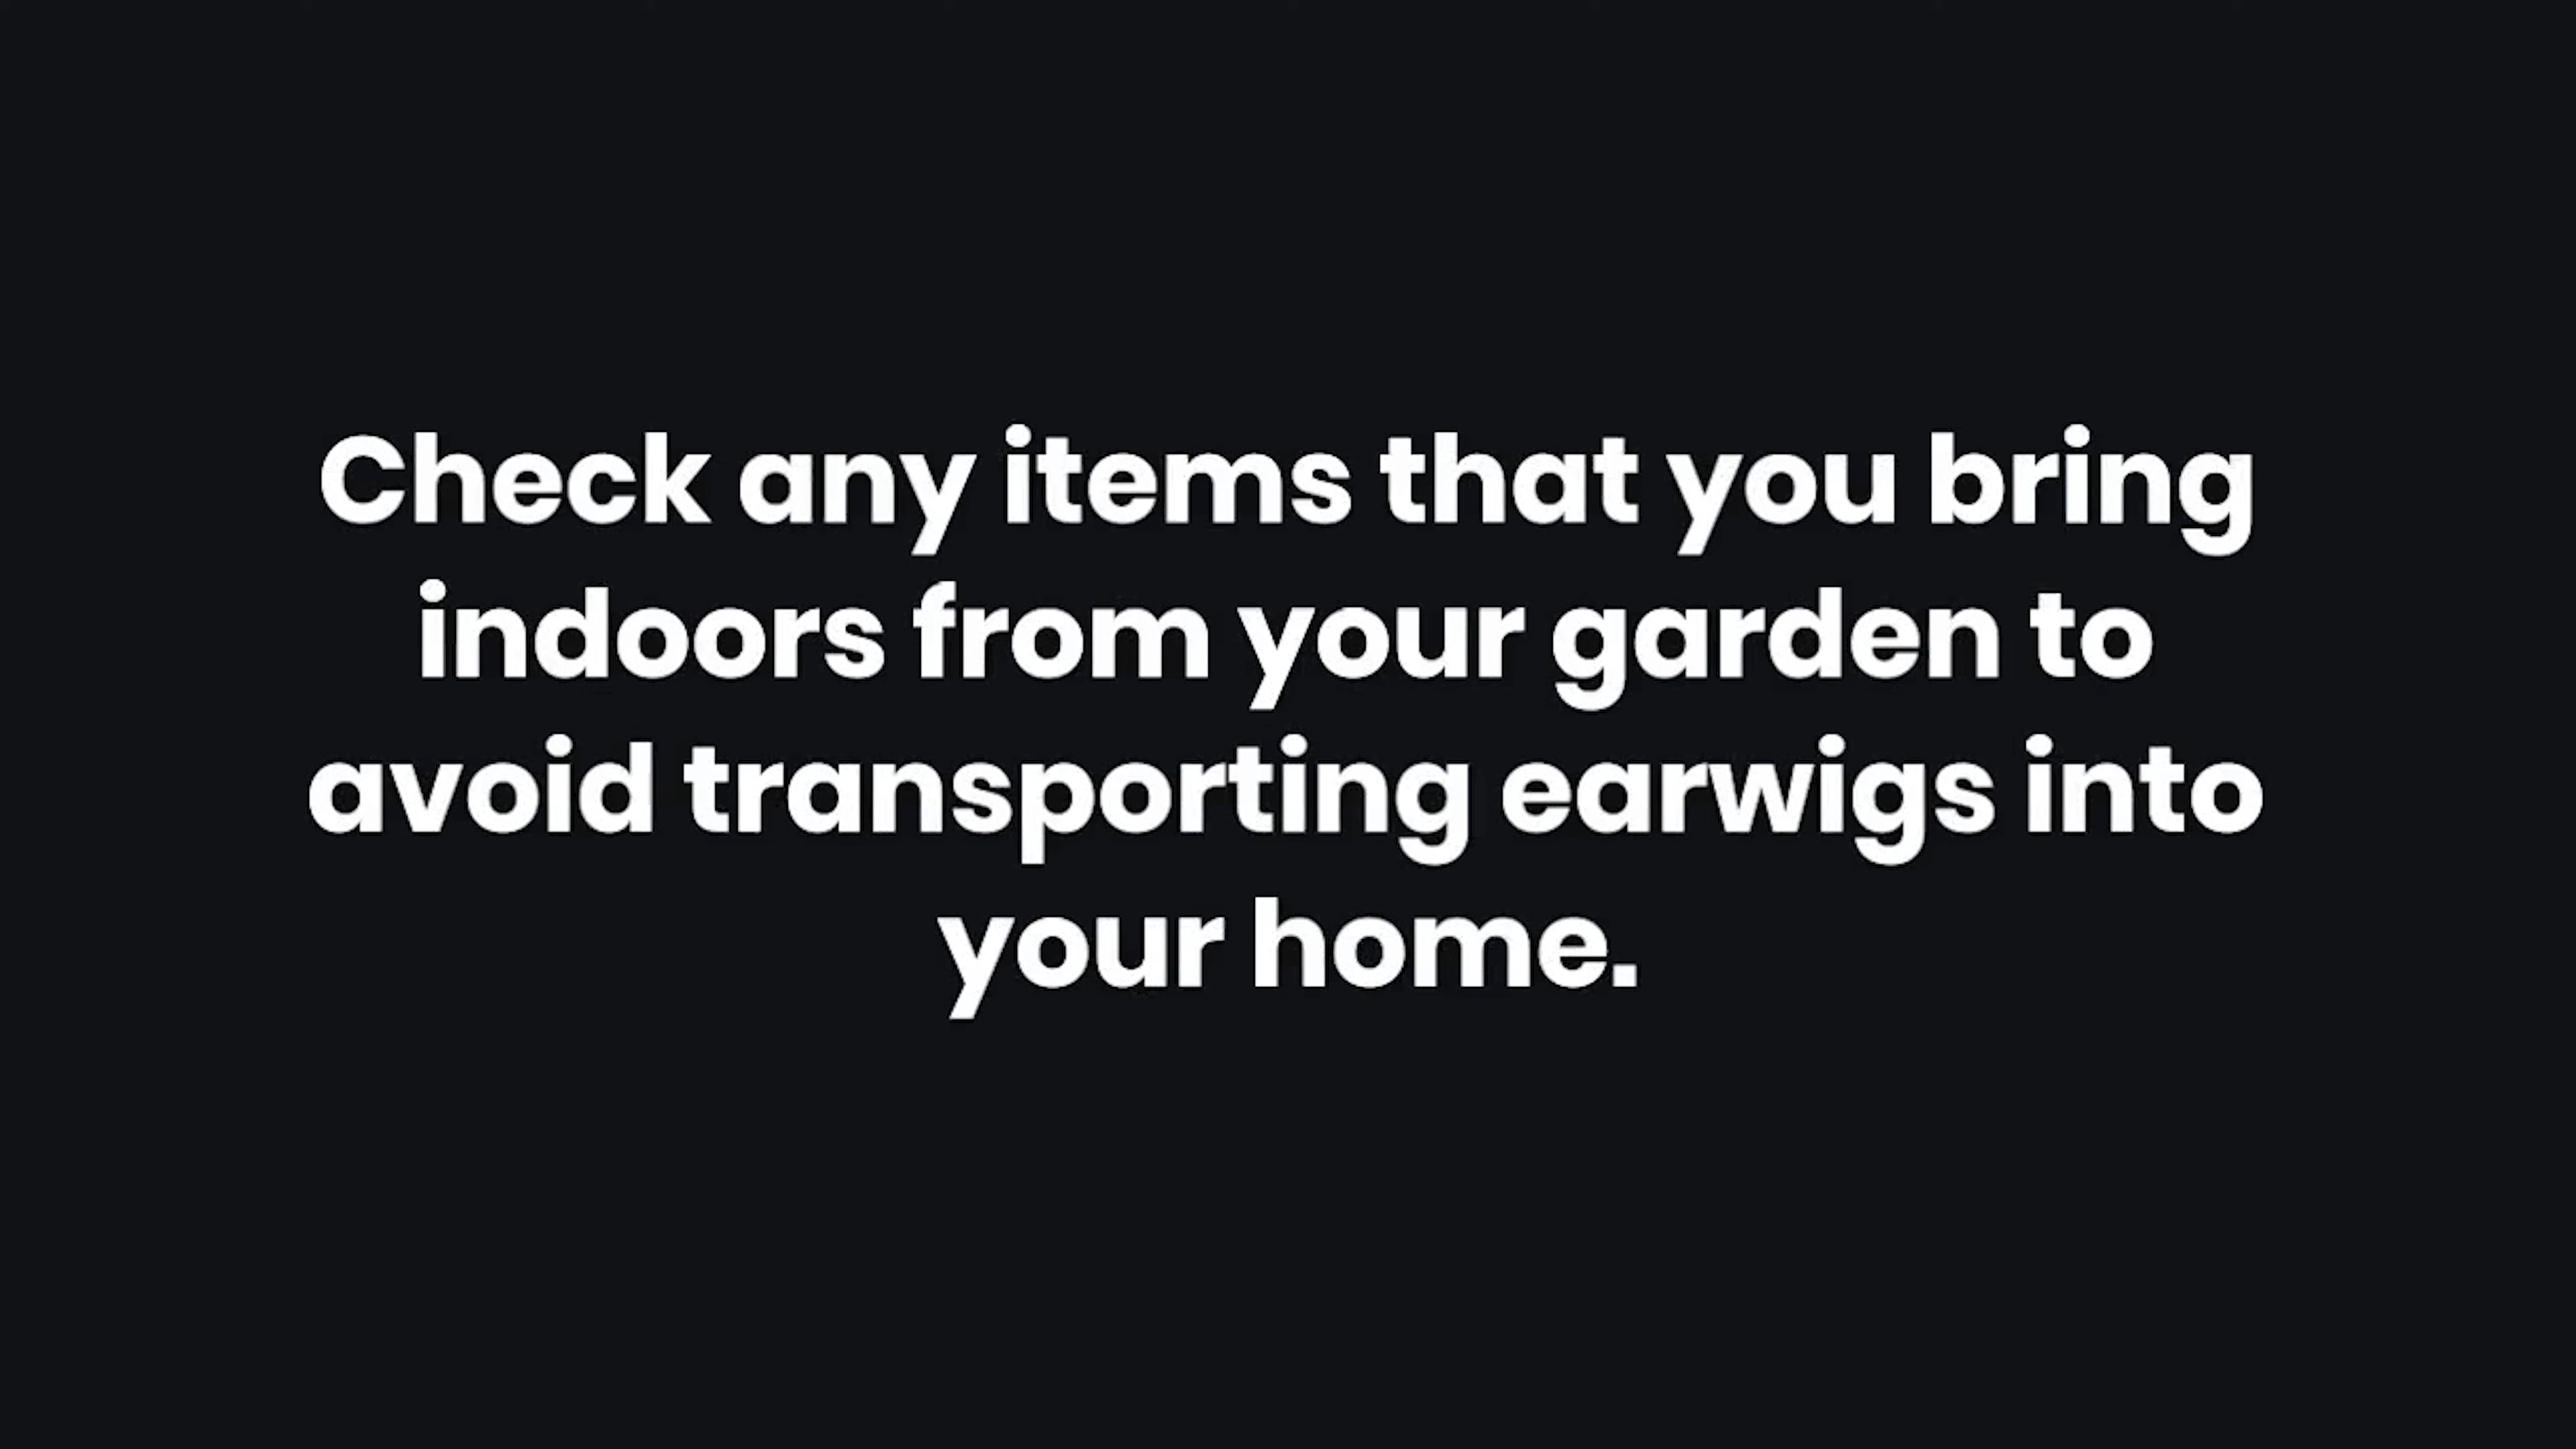 Check any items that you bring
indoors from your garden to
avoid transporting earwigs into
your home.